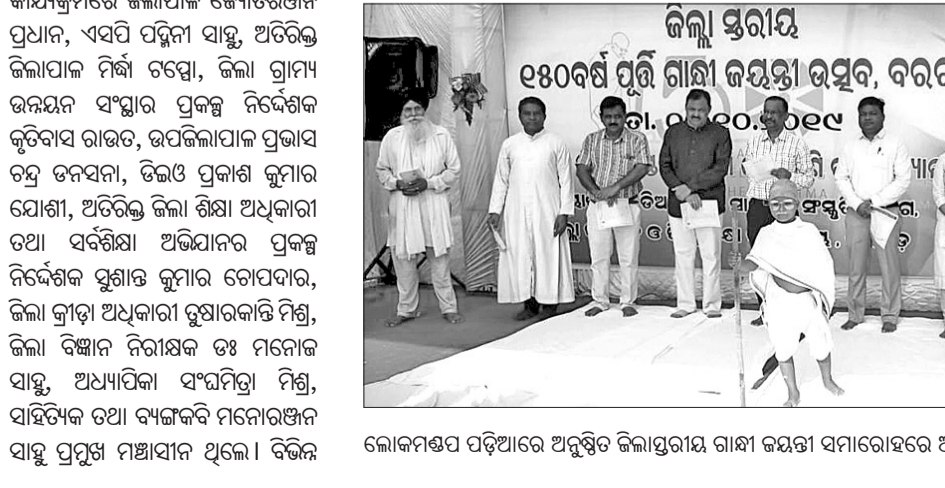 କାର୍ଯ୍ୟକ୍ରମରେ ଜିଲାପାଳ ଜ୍ୟୋତିରଞ୍ଜନ
ପ୍ରଧାନ, ଏସପି ପଦ୍ମିନୀ ସାହୁ, ଅତିରିକ୍ତ
ଜିଲାପାଳ ମିର୍ଦ୍ଧା ଟପ୍ପୋ, ଜିଲା ଗ୍ରାମ୍ୟ
ଉନ୍ନୟନ ସଂସ୍ଥାର ପ୍ରକଳ୍ପ ନିର୍ଦ୍ଦେଶକ
କୃତିବାସ ରାଉତ, ଉପଜିଲାପାଳ ପ୍ରଭାସ
ଚନ୍ଦ୍ର ଡନସନା, ଡିଇଓ ପ୍ରକାଶ କୁମାର
ଯୋଶୀ, ଅତିରିକ୍ତ ଜିଲା ଶିକ୍ଷା ଅଧିକାରୀ
ତଥା ସର୍ବଶିକ୍ଷା ଅଭିଯାନର ପ୍ରକଳ୍ପ
ନିର୍ଦ୍ଦେଶକ ସୁଶାନ୍ତ କୁମାର ଚୋପଦାର,
ଜିଲା କ୍ରୀଡ଼ା ଅଧିକାରୀ ତୁଷାରକାନ୍ତି ମିଶ୍ର,
ଜିଲା ବିଜ୍ଞାନ ନିରୀକ୍ଷକ ଡଃ ମନୋଜ
ସାହୁ, ଅଧ୍ୟାପିକା ସଂଘମିତ୍ରା ମିଶ୍ର,
ସାହିତ୍ୟିକ ତଥା ବ୍ୟଙ୍ଗକବି ମନୋରଞ୍ଜନ
ସାହୁ ପ୍ରମୁଖ ମଞ୍ଚାସୀନ ଥିଲେ। ବିଭିନ୍ନ
ଜିଲ୍ଲା ସ୍ତରୀୟ
୧୫୦ବର୍ଷ ପୂର୍ତ୍ତି ଗାନ୍ଧୀ ଜୟନ୍ତୀ ଉତ୍ସବ,
ଲୋକମଣ୍ଡପ ପଡ଼ିଆରେ ଅନୁଷ୍ଠିତ ଜିଲାସ୍ତରୀୟ ଗାନ୍ଧୀ ଜୟନ୍ତୀ ସମାରୋହରେ